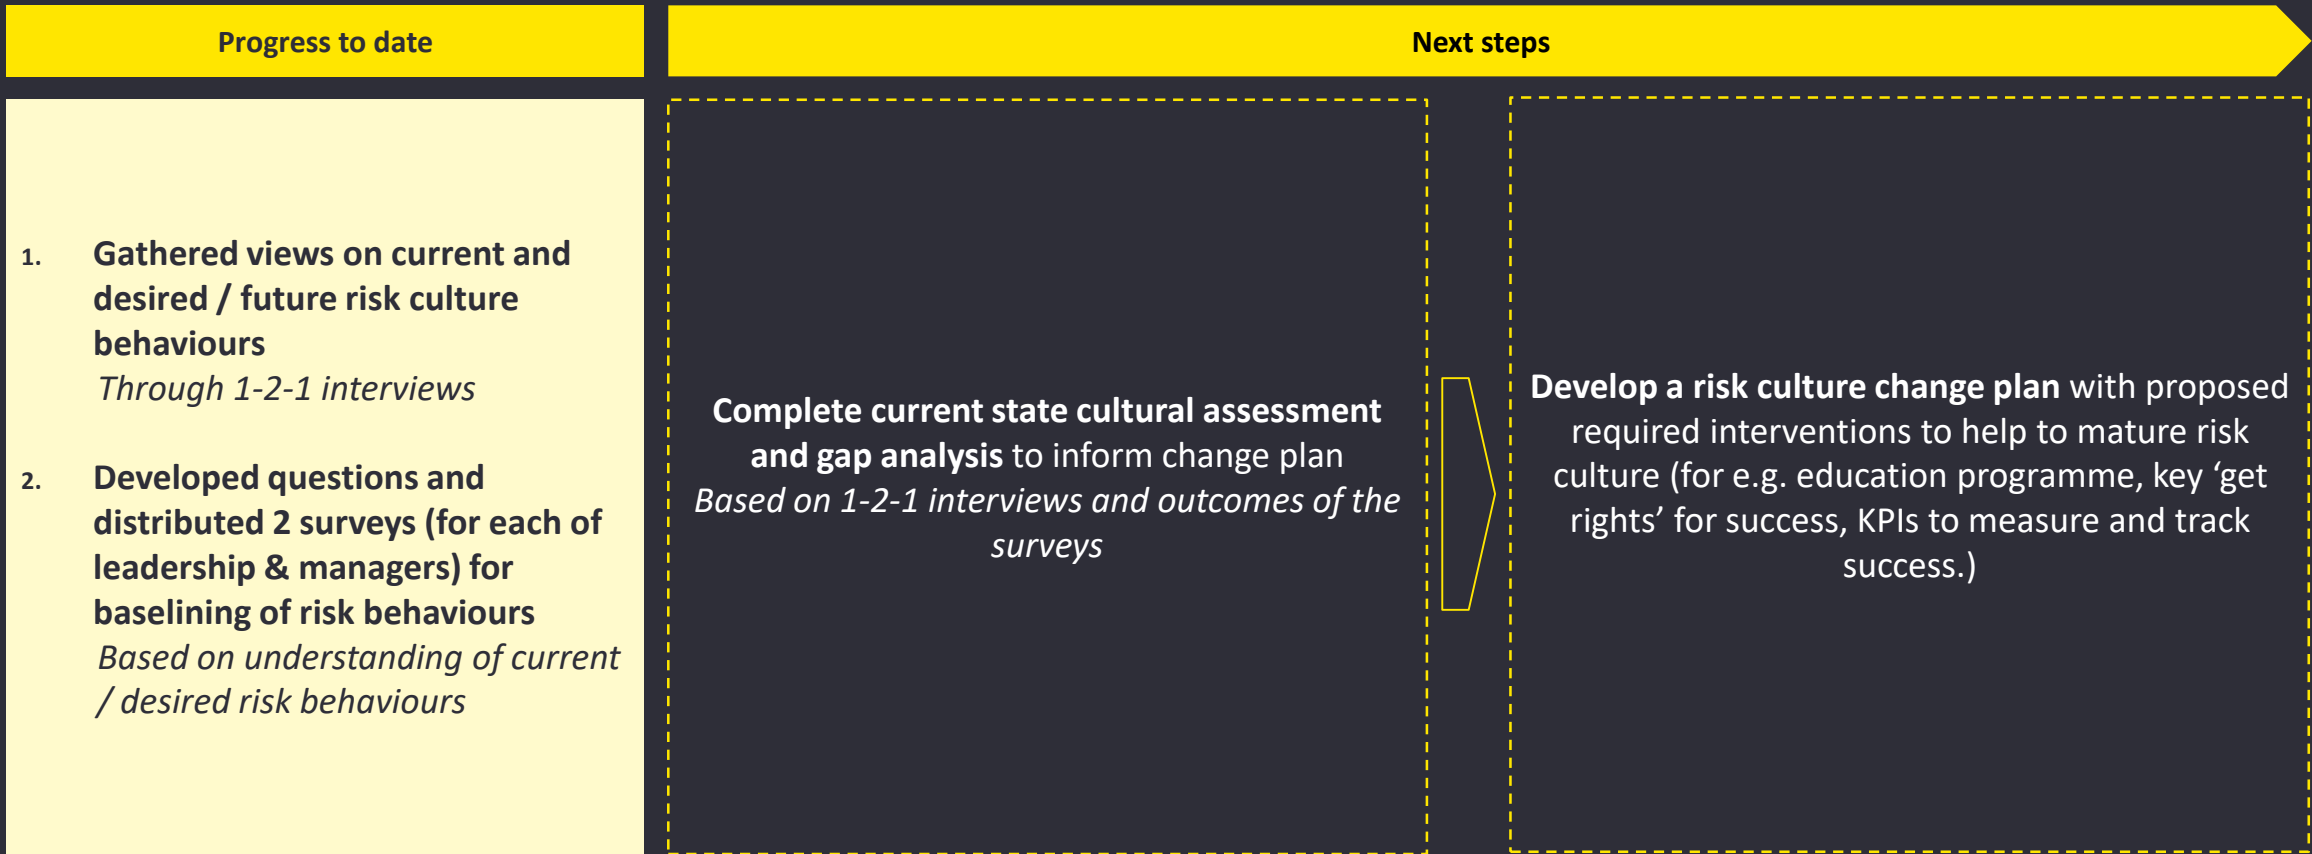 Progress to date
Next steps
1. Gathered views on current and
desired / future risk culture
behaviours
Through 1-2-1 interviews
2. Developed questions and
distributed 2 surveys (for each of
leadership & managers) for
baselining of risk behaviours
Based on understanding of current
/ desired risk behaviours
Complete current state cultural assessment
and gap analysis to inform change plan
Based on 1-2-1 interviews and outcomes of the
surveys
Develop a risk culture change plan with proposed
required interventions to help to mature risk
culture (for e.g. education programme, key ‘get
rights’ for success, KPIs to measure and track
success.)